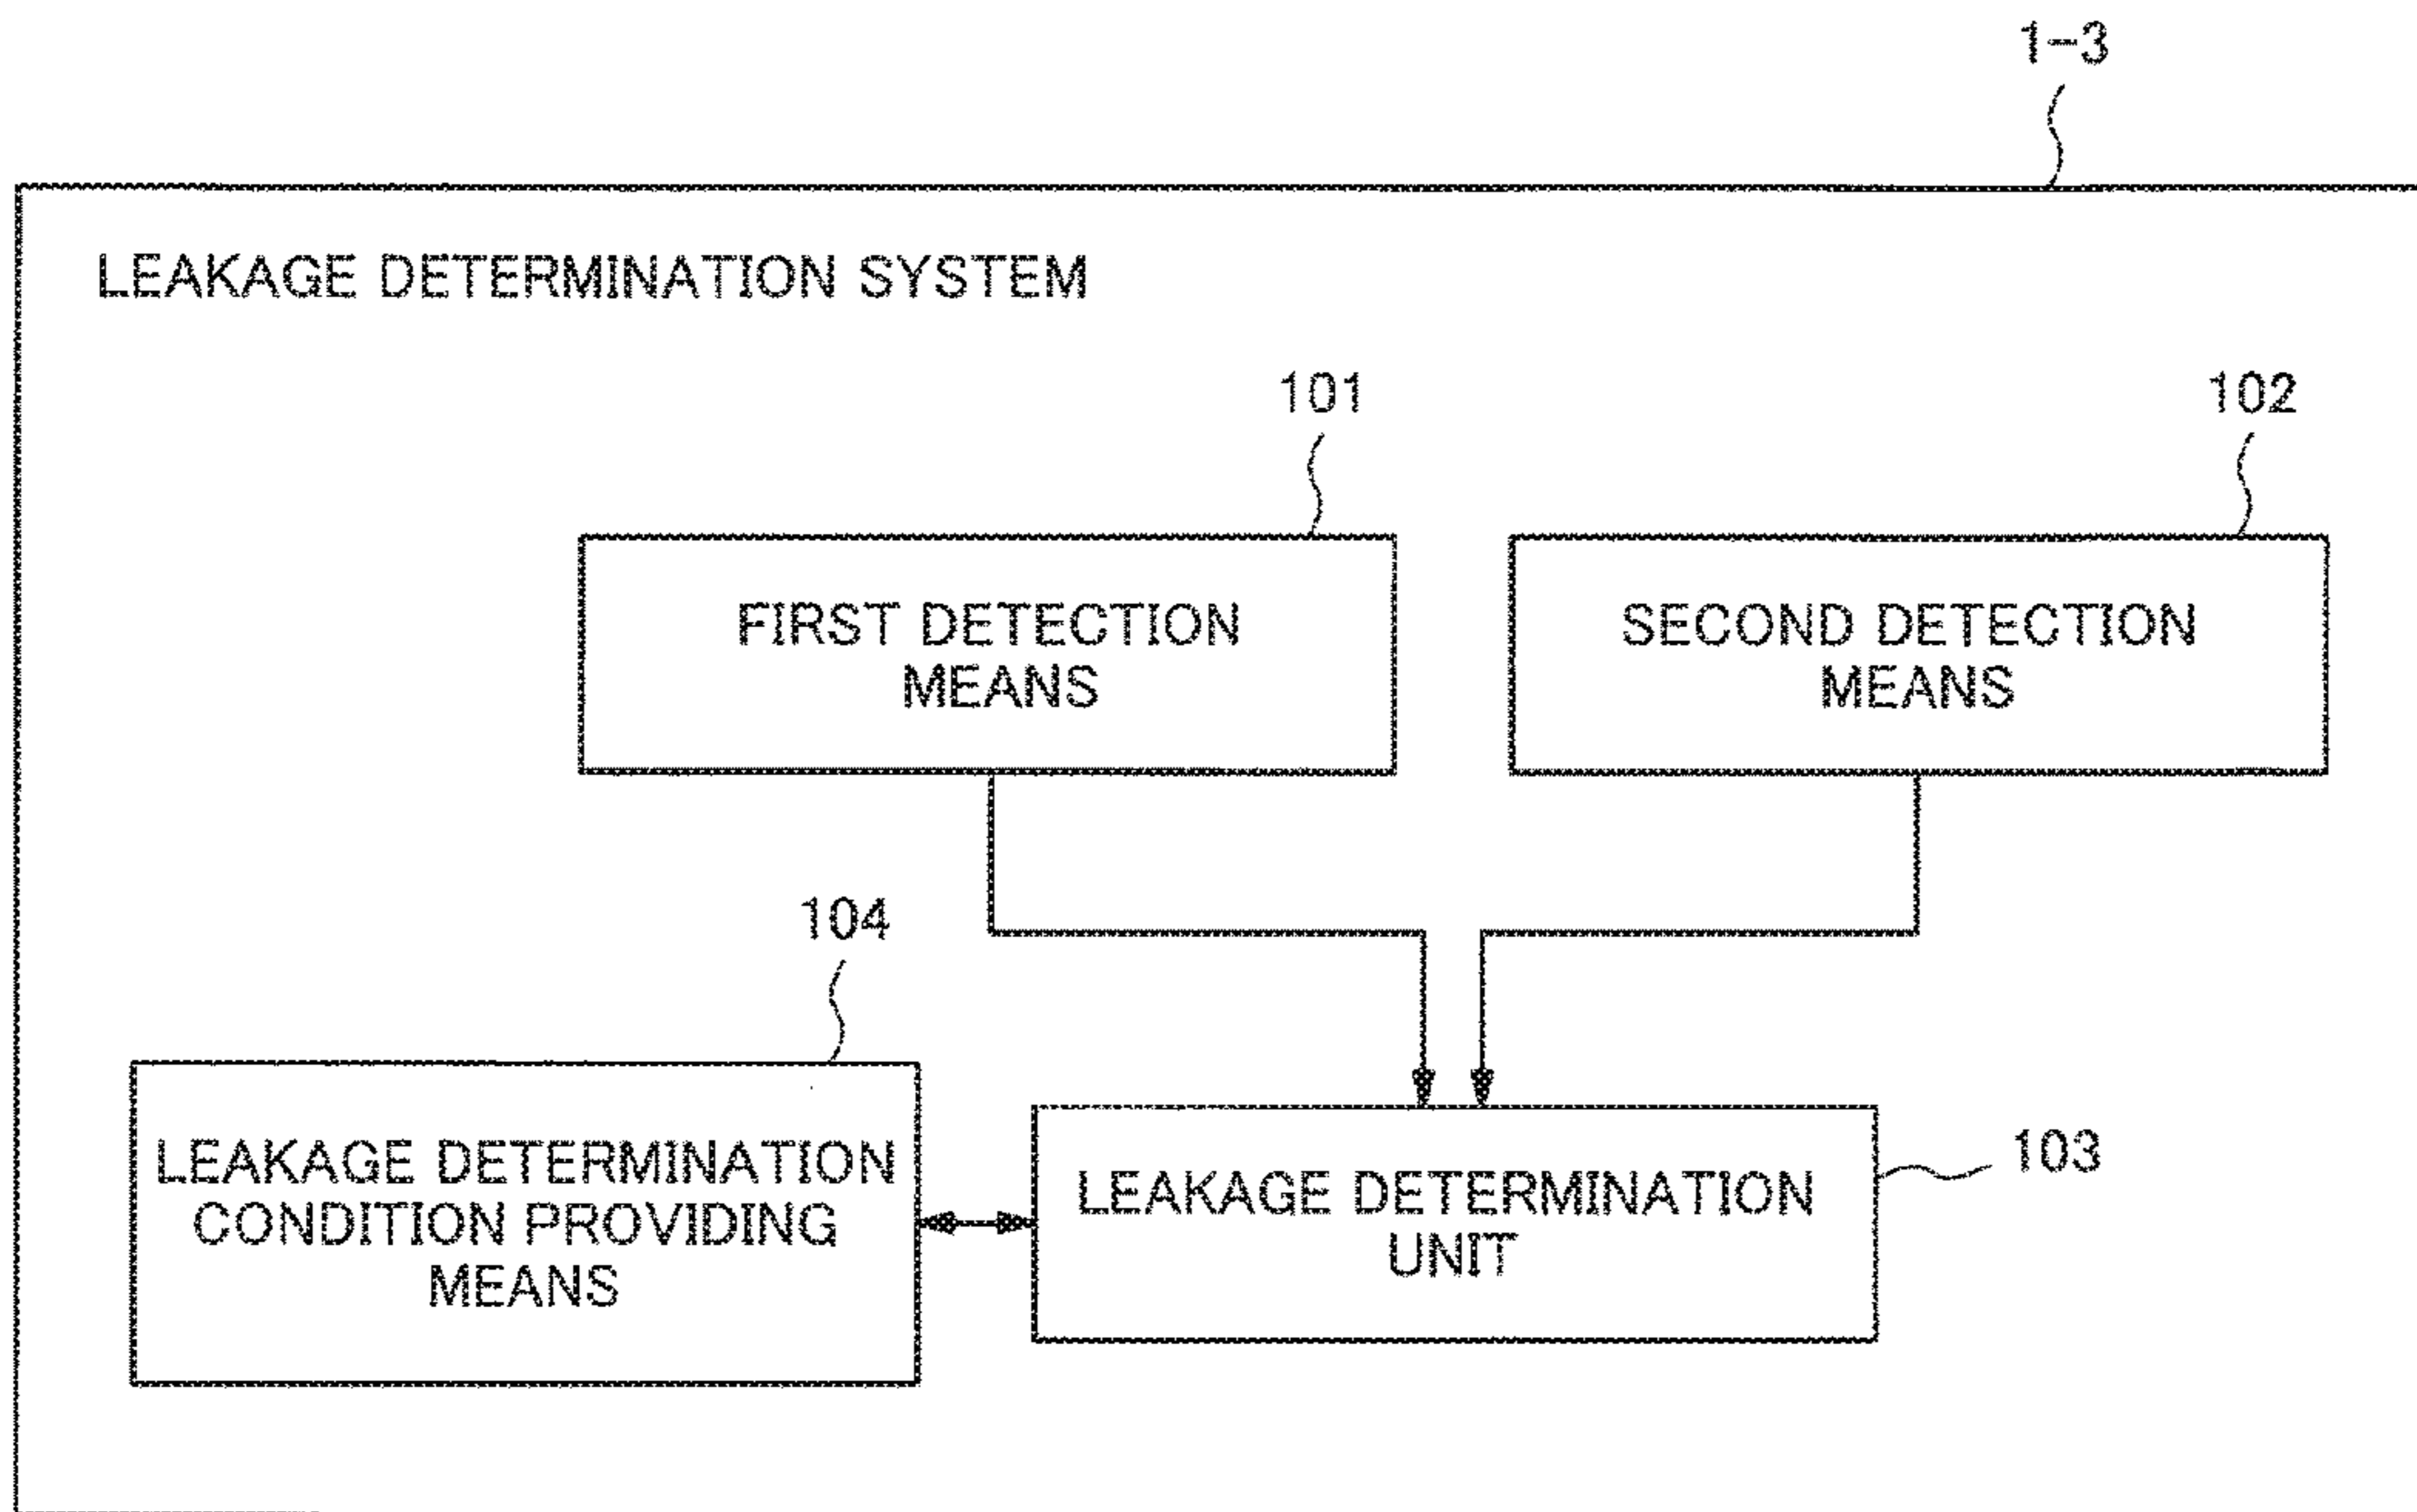 1-3
LEAKAGE DETERMINATION SYSTEM
101
102
FIRST DETECTION
MEANS
SECOND DETECTION
MEANS
104
LEAKAGE DETERMINATION
CONDITION PROVIDING
MEANS
LEAKAGE DETERMINATION
UNIT
103